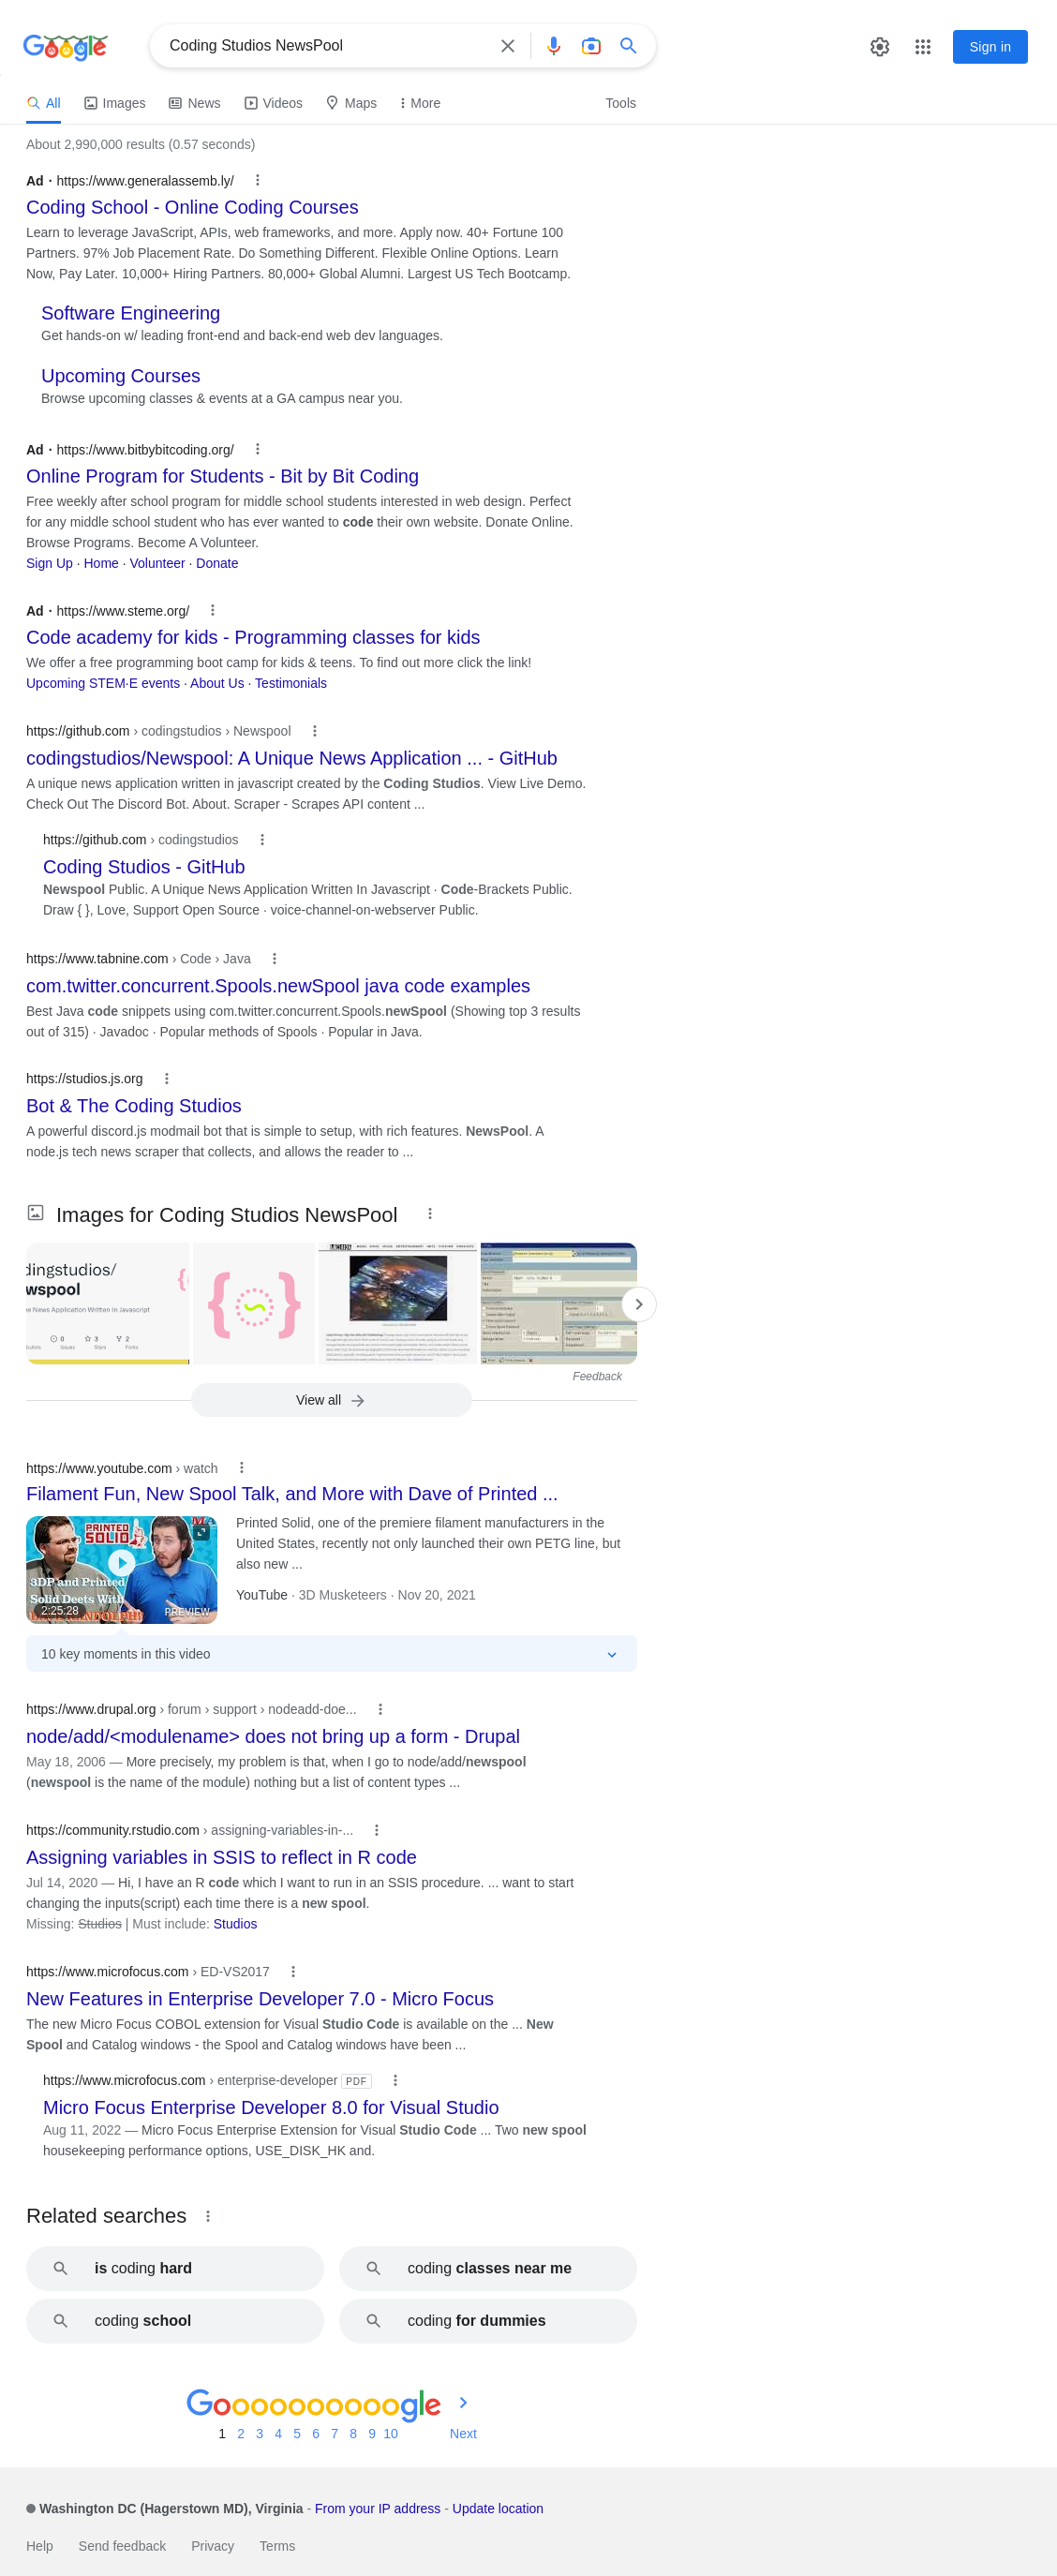 Google
Coding Studios NewsPool
Sign in
All
Images
News
Videos
Maps
More
Tools
About 2,990,000 results (0.57 seconds)
Ad · https://www.generalassemb.ly/
Coding School - Online Coding Courses
Learn to leverage JavaScript, APIs, web frameworks, and more. Apply now. 40+ Fortune 100
Partners. 97% Job Placement Rate. Do Something Different. Flexible Online Options. Learn
Now, Pay Later. 10,000+ Hiring Partners. 80,000+ Global Alumni. Largest US Tech Bootcamp.
Software Engineering
Get hands-on w/ leading front-end and back-end web dev languages.
Upcoming Courses
Browse upcoming classes & events at a GA campus near you.
Ad · https://www.bitbybitcoding.org/
Online Program for Students - Bit by Bit Coding
Free weekly after school program for middle school students interested in web design. Perfect
for any middle school student who has ever wanted to code their own website. Donate Online.
Browse Programs. Become A Volunteer.
Sign Up · Home · Volunteer · Donate
Ad · https://www.steme.org/
Code academy for kids - Programming classes for kids
We offer a free programming boot camp for kids & teens. To find out more click the link!
Upcoming STEM·E events · About Us · Testimonials
https://github.com › codingstudios › Newspool
codingstudios/Newspool: A Unique News Application ... - GitHub
A unique news application written in javascript created by the Coding Studios. View Live Demo.
Check Out The Discord Bot. About. Scraper - Scrapes API content ...
https://github.com › codingstudios
Coding Studios - GitHub
Newspool Public. A Unique News Application Written In Javascript · Code-Brackets Public.
Draw { }, Love, Support Open Source · voice-channel-on-webserver Public.
https://www.tabnine.com › Code › Java
com.twitter.concurrent.Spools.newSpool java code examples
Best Java code snippets using com.twitter.concurrent.Spools.newSpool (Showing top 3 results
out of 315) · Javadoc · Popular methods of Spools · Popular in Java.
https://studios.js.org
Bot & The Coding Studios
A powerful discord.js modmail bot that is simple to setup, with rich features. NewsPool. A
node.js tech news scraper that collects, and allows the reader to ...
Images for Coding Studios NewsPool
dingstudios/
wspool
e News Application Written In Javascript
0 3 2
Issues Stars Forks
Feedback
View all
https://www.youtube.com › watch
Filament Fun, New Spool Talk, and More with Dave of Printed ...
PRINTED
SOLID
3DP and Printed
Solid Deets With
2:25:28
PREVIEW
Printed Solid, one of the premiere filament manufacturers in the
United States, recently not only launched their own PETG line, but
also new ...
YouTube · 3D Musketeers · Nov 20, 2021
10 key moments in this video
https://www.drupal.org › forum › support › nodeadd-doe...
node/add/<modulename> does not bring up a form - Drupal
May 18, 2006 — More precisely, my problem is that, when I go to node/add/newspool
(newspool is the name of the module) nothing but a list of content types ...
https://community.rstudio.com › assigning-variables-in-...
Assigning variables in SSIS to reflect in R code
Jul 14, 2020 — Hi, I have an R code which I want to run in an SSIS procedure. ... want to start
changing the inputs(script) each time there is a new spool.
Missing: Studios | Must include: Studios
https://www.microfocus.com › ED-VS2017
New Features in Enterprise Developer 7.0 - Micro Focus
The new Micro Focus COBOL extension for Visual Studio Code is available on the ... New
Spool and Catalog windows - the Spool and Catalog windows have been ...
https://www.microfocus.com › enterprise-developer PDF
Micro Focus Enterprise Developer 8.0 for Visual Studio
Aug 11, 2022 — Micro Focus Enterprise Extension for Visual Studio Code ... Two new spool
housekeeping performance options, USE_DISK_HK and.
Related searches
is coding hard
coding classes near me
coding school
coding for dummies
Goooooooooogle
1 2 3 4 5 6 7 8 9 10 Next
Washington DC (Hagerstown MD), Virginia - From your IP address - Update location
Help Send feedback Privacy Terms